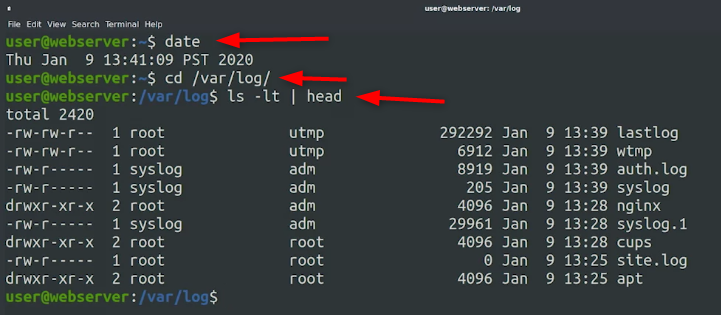 user@webserver: /var/log
File Edit View Search Terminal Help
user@webserver:~$ date
Thu Jan  9 13:41:09 PST 2020
user@webserver:~$ cd /var/log/
user@webserver:/var/log$ ls -lt | head
total 2420
-rw-rw-r-- 1 root utmp 292292 Jan  9 13:39 lastlog
-rw-rw-r-- 1 root utmp 6912 Jan  9 13:39 wtmp
-rw-r----- 1 syslog adm 8919 Jan  9 13:39 auth.log
-rw-r----- 1 syslog adm 205 Jan  9 13:39 syslog
drwxr-xr-x 2 root adm 4096 Jan  9 13:28 nginx
-rw-r----- 1 syslog adm 29961 Jan  9 13:28 syslog.1
drwxr-xr-x 2 root root 4096 Jan  9 13:28 cups
-rw-r--r-- 1 root root 0 Jan  9 13:25 site.log
drwxr-xr-x 2 root root 4096 Jan  9 13:25 apt
user@webserver:/var/log$